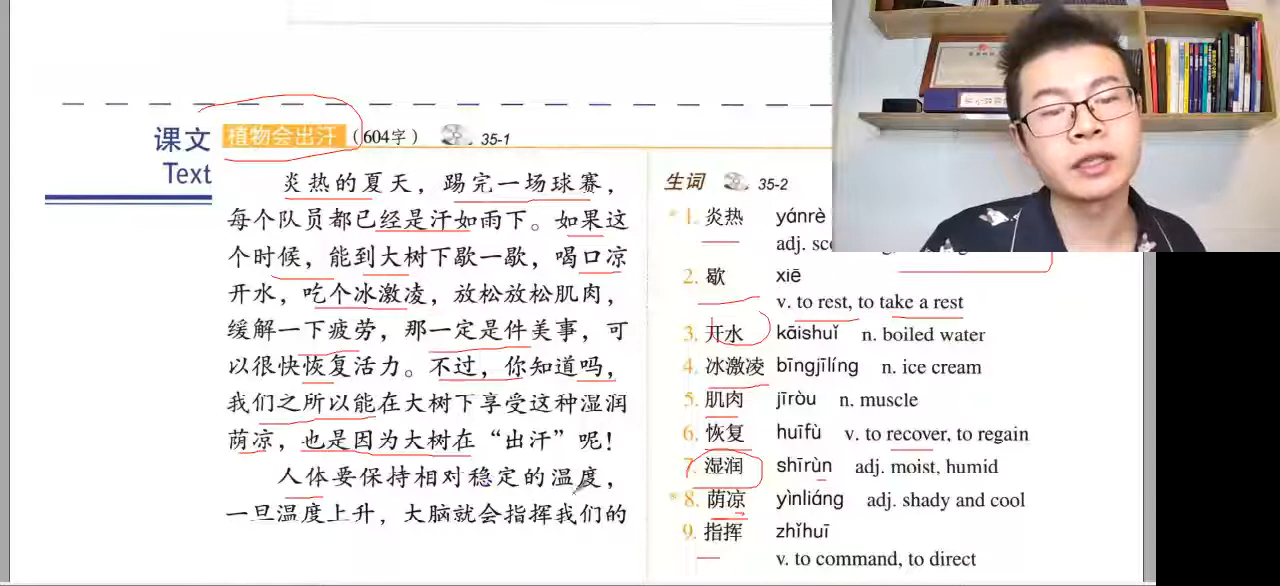 课文
Text
植物会出汗（604字） 35-1
炎热的夏天，踢完一场球赛，
每个队员都已经是汗如雨下。如果这
个时候，能到大树下歇一歇，喝口凉
开水，吃个冰激凌，放松放松肌肉，
缓解一下疲劳，那一定是件美事，可
以很快恢复活力。不过，你知道吗，
我们之所以能在大树下享受这种湿润
荫凉，也是因为大树在“出汗”呢！
人体要保持相对稳定的温度，
一旦温度上升，大脑就会指挥我们的
生词 35-2
*1. 炎热 yánrè
adj.
2. 歇 xiē
v. to rest, to take a rest
3. 开水 kāishuǐ n. boiled water
4. 冰激凌 bīngjīlíng n. ice cream
5. 肌肉 jīròu n. muscle
6. 恢复 huīfù v. to recover, to regain
7. 湿润 shīrùn adj. moist, humid
*8. 荫凉 yìnliáng adj. shady and cool
9. 指挥 zhǐhuī
v. to command, to direct